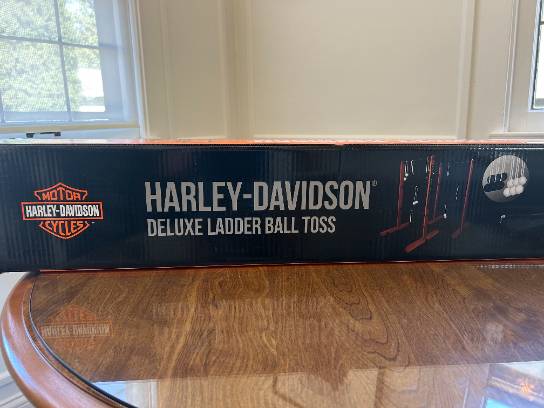 MOTOR
HARLEY-DAVIDSON
CYCLES
HARLEY-DAVIDSON®
DELUXE LADDER BALL TOSS